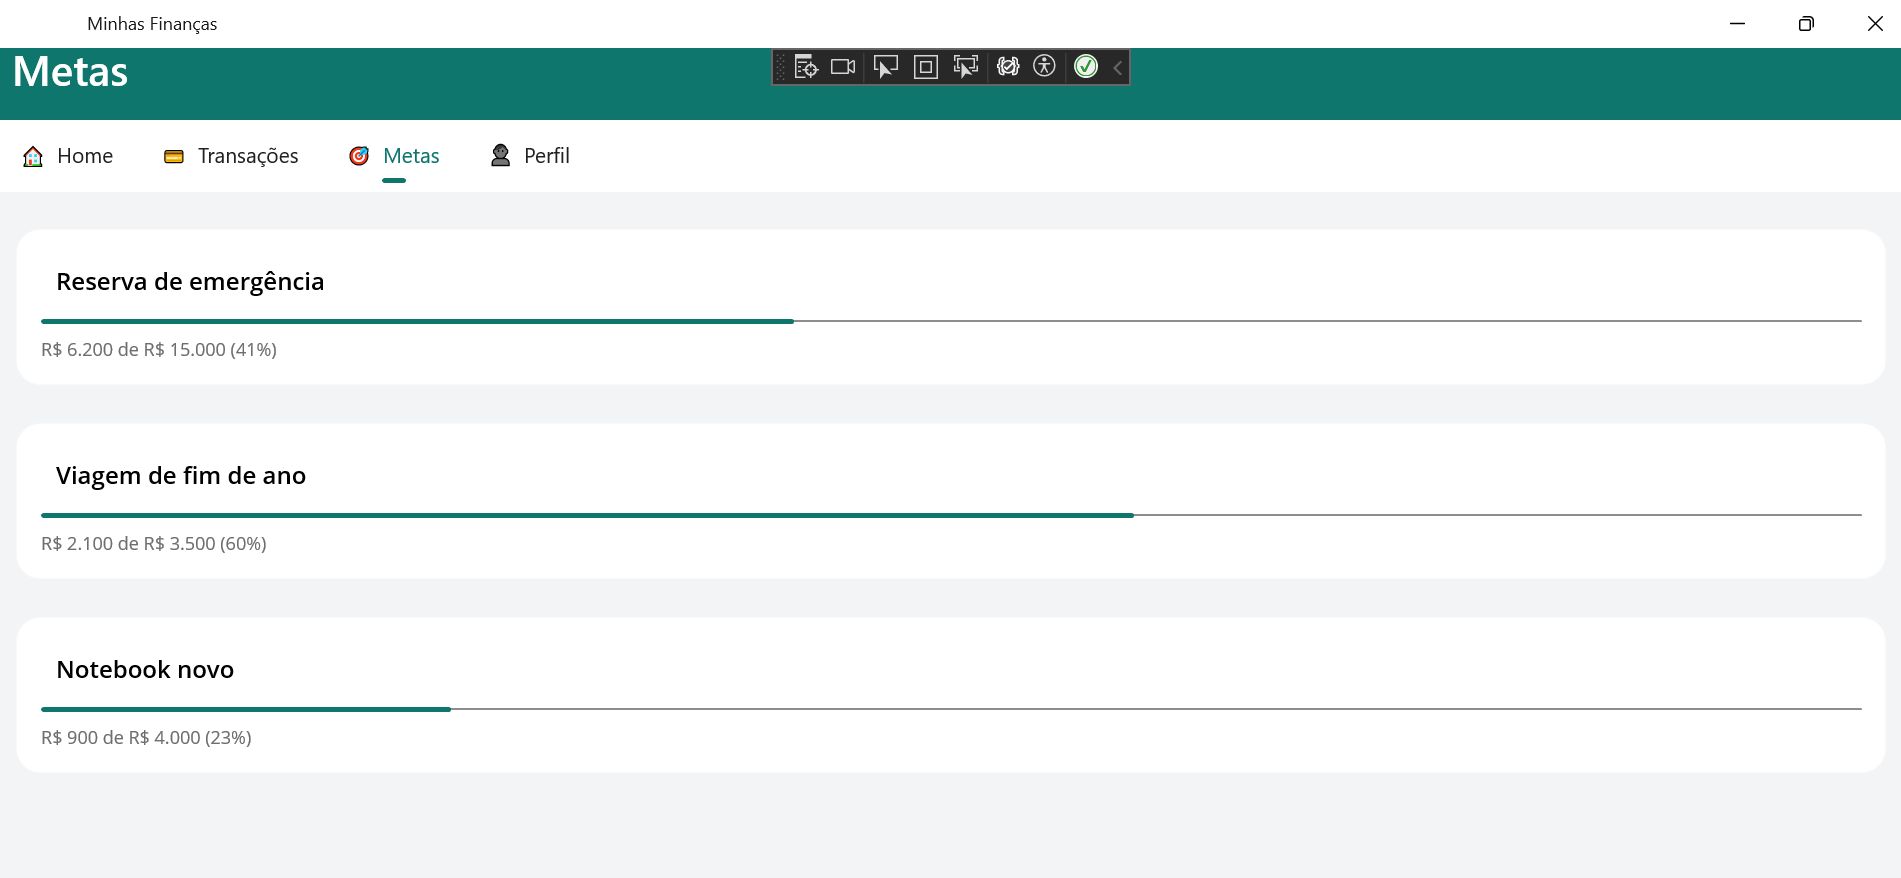 Minhas Finanças
Metas
Home Transações Metas Perfil
Reserva de emergência
R$ 6.200 de R$ 15.000 (41%)
Viagem de fim de ano
R$ 2.100 de R$ 3.500 (60%)
Notebook novo
R$ 900 de R$ 4.000 (23%)